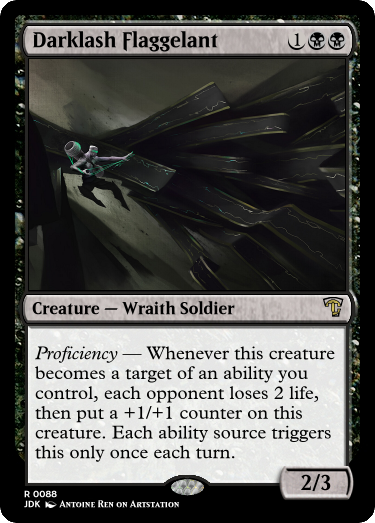 Darklash Flaggelant 1
Creature — Wraith Soldier
Proficiency — Whenever this creature
becomes a target of an ability you
control, each opponent loses 2 life,
then put a +1/+1 counter on this
creature. Each ability source triggers
this only once each turn.
2/3
R 0088
JDK Antoine Ren on Artstation